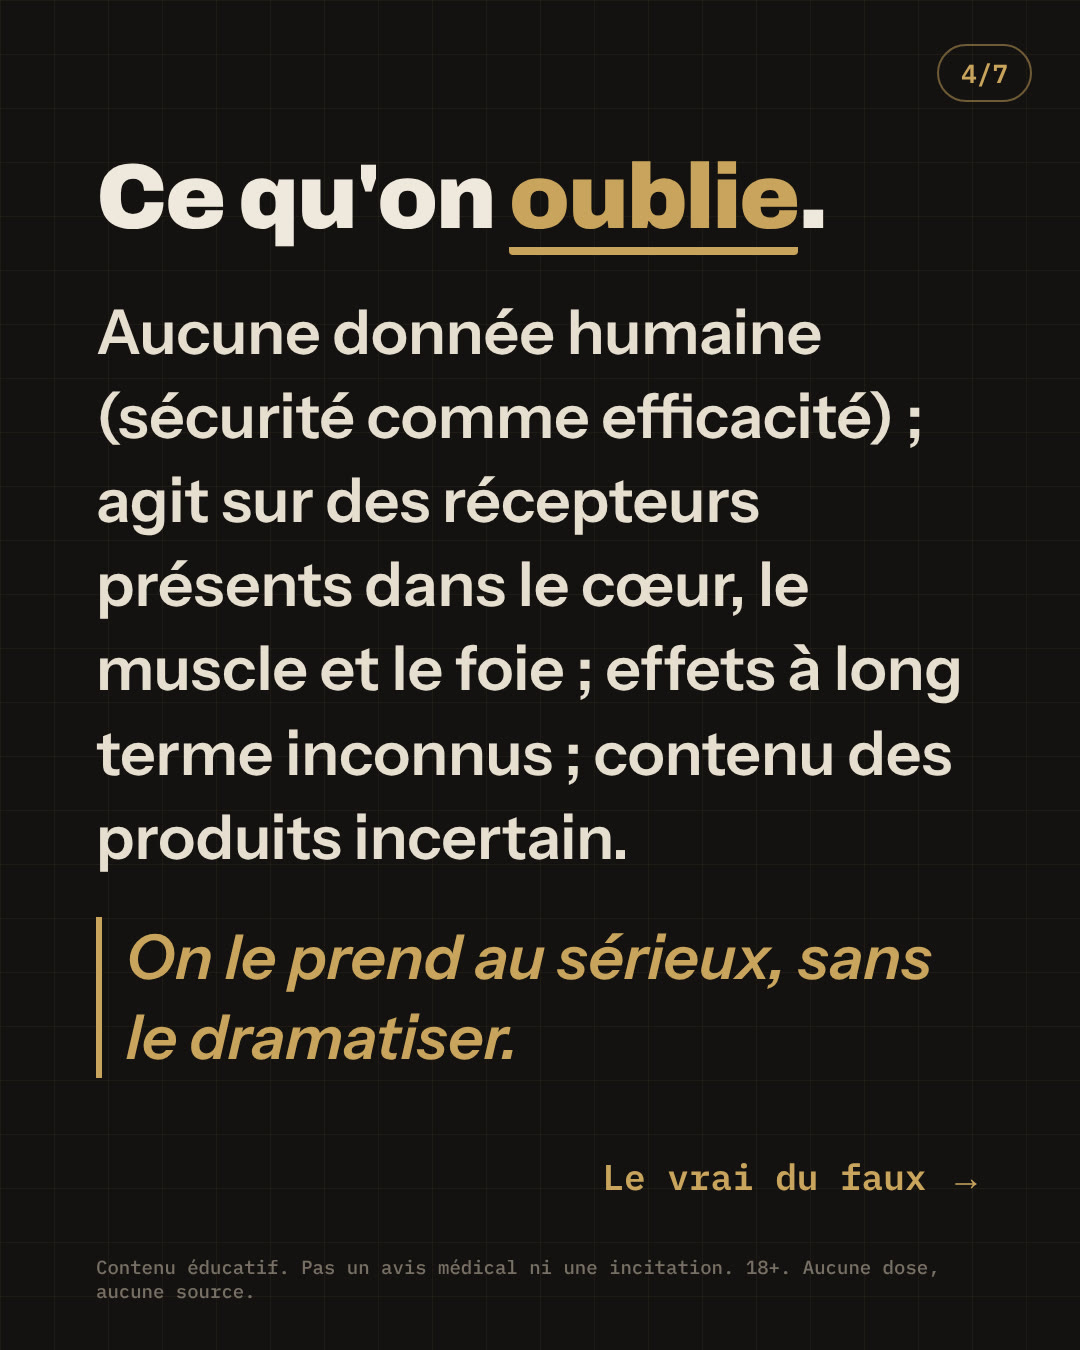 4/7
Ce qu'on oublie.
Aucune donnée humaine
(sécurité comme efficacité) ;
agit sur des récepteurs
présents dans le cœur, le
muscle et le foie ; effets à long
terme inconnus ; contenu des
produits incertain.
On le prend au sérieux, sans
le dramatiser.
Le vrai du faux →
Contenu éducatif. Pas un avis médical ni une incitation. 18+. Aucune dose,
aucune source.